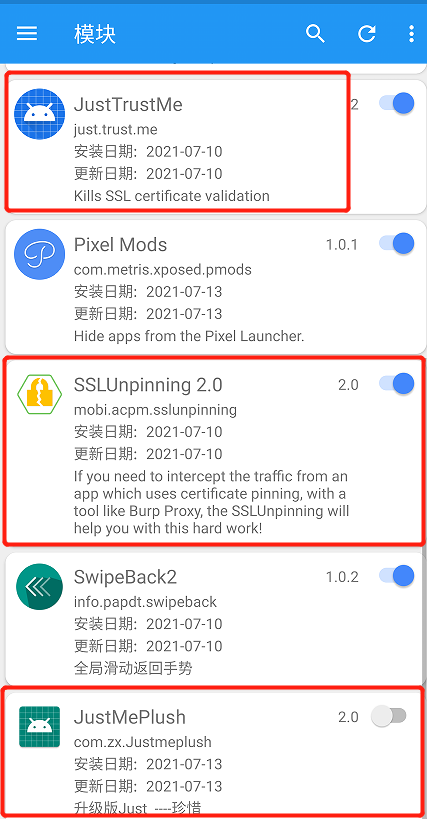 模块
JustTrustMe
2
just.trust.me
安装日期：2021-07-10
更新日期：2021-07-10
Kills SSL certificate validation
Pixel Mods
1.0.1
com.metris.xposed.pmods
安装日期：2021-07-13
更新日期：2021-07-13
Hide apps from the Pixel Launcher.
SSLUnpinning 2.0
2.0
mobi.acpm.sslunpinning
安装日期：2021-07-10
更新日期：2021-07-10
If you need to intercept the traffic from an
app which uses certificate pinning, with a
tool like Burp Proxy, the SSLUnpinning will
help you with this hard work!
SwipeBack2
1.0.2
info.papdt.swipeback
安装日期：2021-07-10
更新日期：2021-07-10
全局滑动返回手势
JustMePlush
2.0
com.zx.Justmeplush
安装日期：2021-07-13
更新日期：2021-07-13
升级版Just ----珍惜